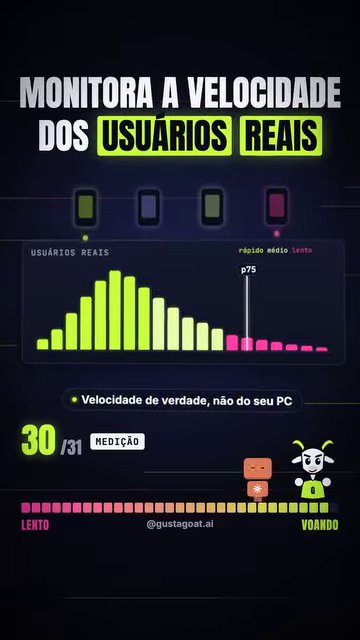 MONITORA A VELOCIDADE
DOS USUÁRIOS REAIS
USUÁRIOS REAIS
rápido médio lento
p75
Velocidade de verdade, não do seu PC
30/31 MEDIÇÃO
G
LENTO @gustagoat.ai VOANDO